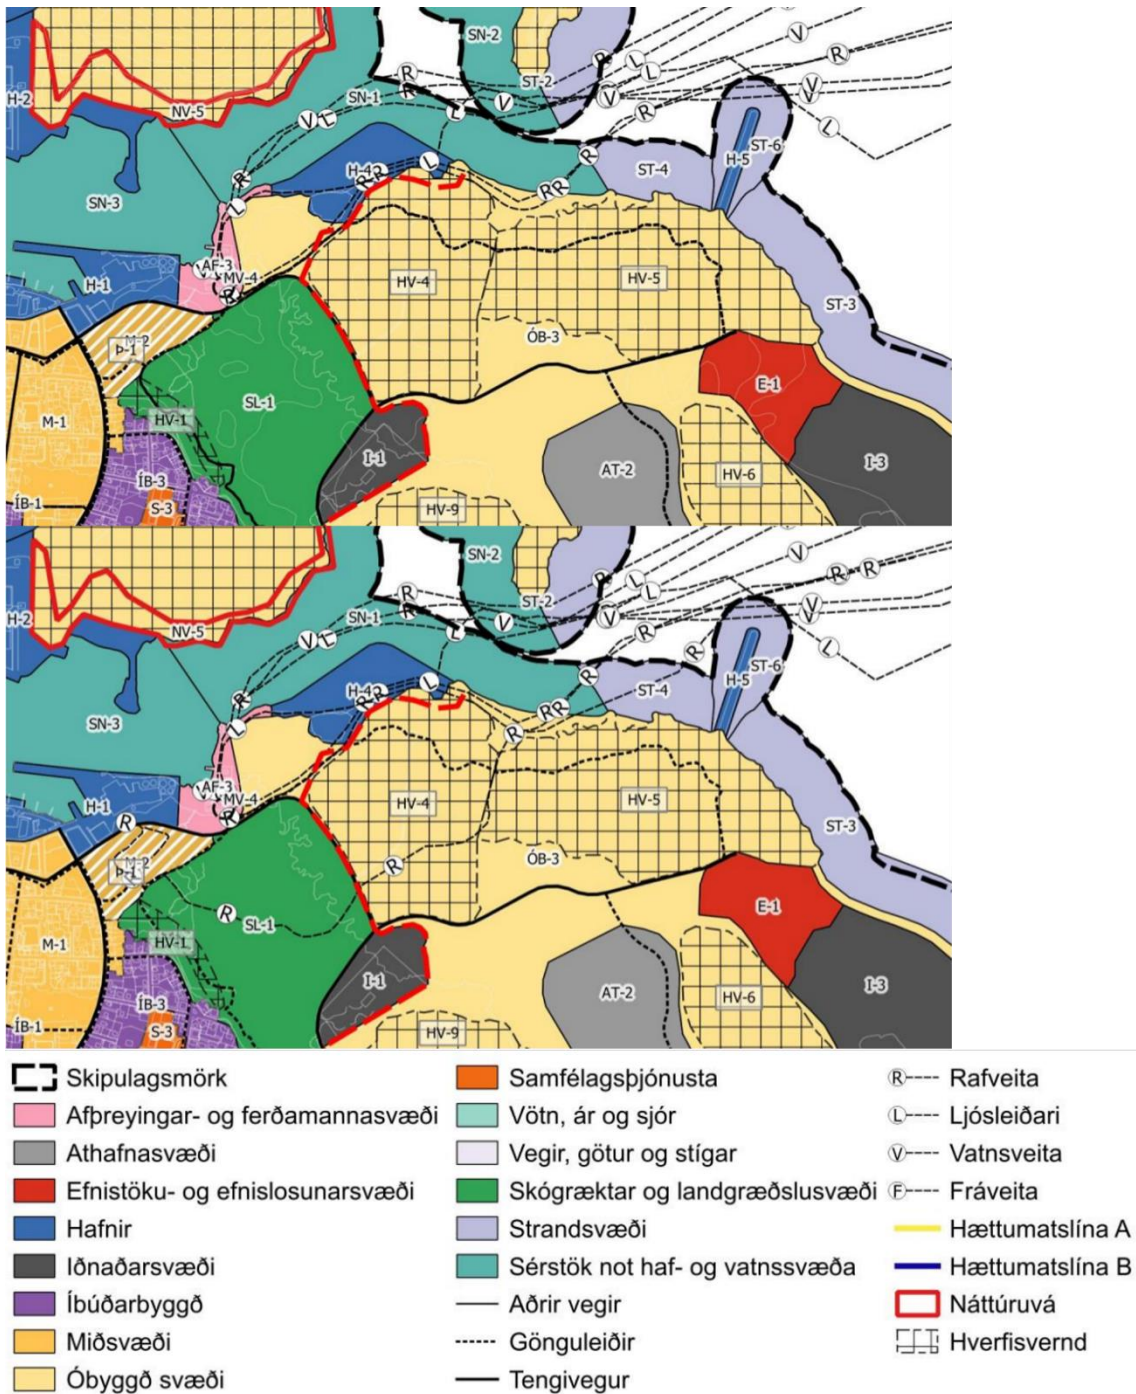 SN-2
V
R
R
L
L
H-2
R
ST-2
V
V
R
SN-1
R
V
R
NV-5
V
L
L
L
ST-6
H-5
R
H-4
L
ST-4
SN-3
R
R
R
R
R
L
AF-3
V
MV-4
R
HV-4
HV-5
H-1
ST-3
M-2
Þ-1
ÓB-3
SL-1
E-1
M-1
HV-1
I-1
AT-2
HV-6
I-3
ÍB-3
ÍB-1
S-3
HV-9
SN-2
V
R
L
L
R
R
H-2
R
ST-2
V
V
SN-1
R
V
R
NV-5
V
L
L
L
R
ST-6
H-5
R
H-4
L
ST-4
SN-3
R
R
R
R
R
R
L
R
AF-3
V
MV-4
R
HV-4
HV-5
H-1
R
ST-3
M-2
Þ-1
R
ÓB-3
R
SL-1
E-1
M-1
HV-1
I-1
AT-2
HV-6
I-3
ÍB-3
ÍB-1
S-3
HV-9
Skipulagsmörk
Afþreyingar- og ferðamannasvæði
Athafnasvæði
Efnistöku- og efnislosunarsvæði
Hafnir
Iðnaðarsvæði
Íbúðarbyggð
Miðsvæði
Óbyggð svæði
Samfélagsþjónusta
Vötn, ár og sjór
Vegir, götur og stígar
Skógræktar og landgræðslusvæði
Strandsvæði
Sérstök not haf- og vatnssvæða
Aðrir vegir
Gönguleiðir
Tengivegur
R Rafveita
L Ljósleiðari
V Vatnsveita
F Fráveita
Hættumatslína A
Hættumatslína B
Náttúruvá
Hverfisvernd